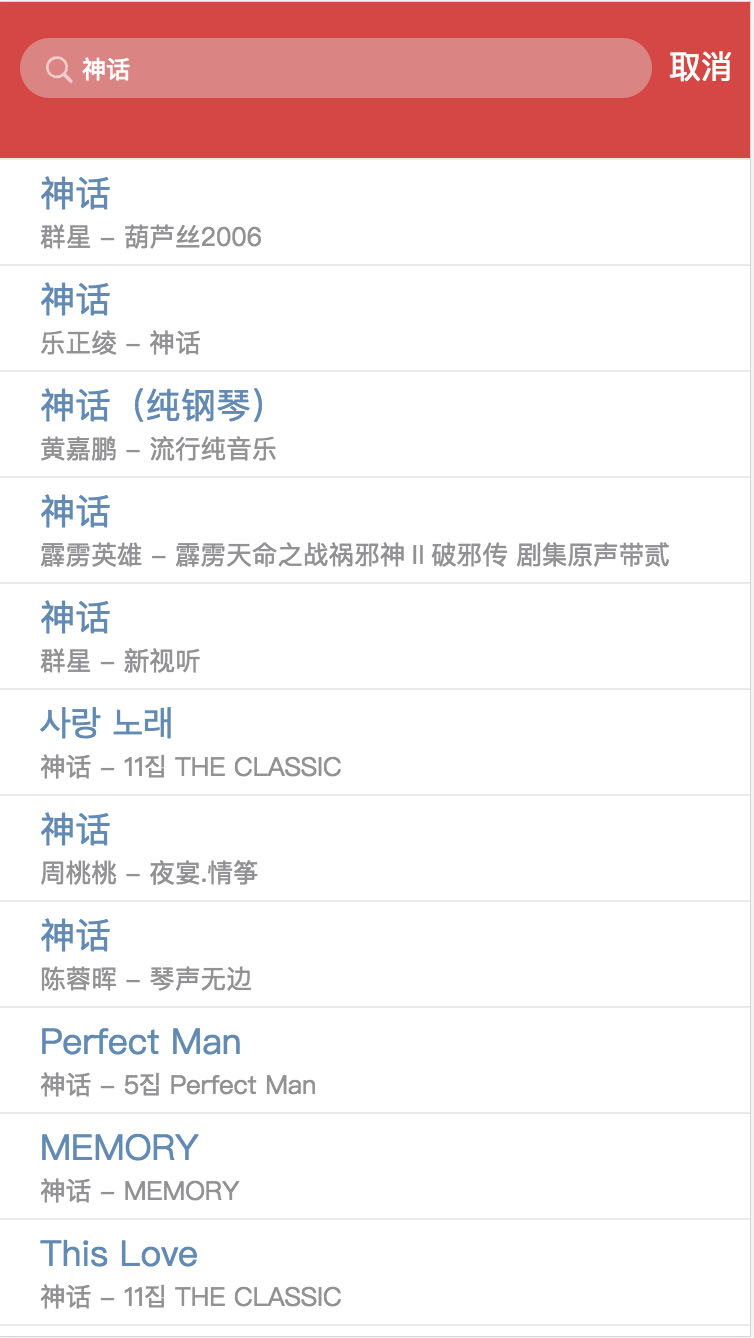 神话
取消
神话
群星 – 葫芦丝2006
神话
乐正绫 – 神话
神话（纯钢琴）
黄嘉鹏 – 流行纯音乐
神话
霹雳英雄 – 霹雳天命之战祸邪神Ⅱ破邪传 剧集原声带贰
神话
群星 – 新视听
사랑 노래
神话 – 11집 THE CLASSIC
神话
周桃桃 – 夜宴.情筝
神话
陈蓉晖 – 琴声无边
Perfect Man
神话 – 5집 Perfect Man
MEMORY
神话 – MEMORY
This Love
神话 – 11집 THE CLASSIC